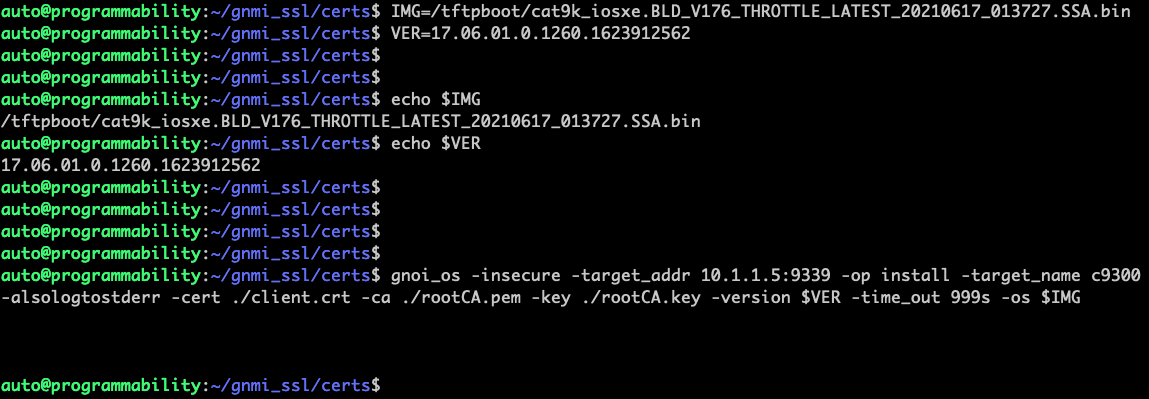 auto@programmability:~/gnmi_ssl/certs$ IMG=/tftpboot/cat9k_iosxe.BLD_V176_THROTTLE_LATEST_20210617_013727.SSA.bin
auto@programmability:~/gnmi_ssl/certs$ VER=17.06.01.0.1260.1623912562
auto@programmability:~/gnmi_ssl/certs$
auto@programmability:~/gnmi_ssl/certs$
auto@programmability:~/gnmi_ssl/certs$ echo $IMG
/tftpboot/cat9k_iosxe.BLD_V176_THROTTLE_LATEST_20210617_013727.SSA.bin
auto@programmability:~/gnmi_ssl/certs$ echo $VER
17.06.01.0.1260.1623912562
auto@programmability:~/gnmi_ssl/certs$
auto@programmability:~/gnmi_ssl/certs$
auto@programmability:~/gnmi_ssl/certs$
auto@programmability:~/gnmi_ssl/certs$
auto@programmability:~/gnmi_ssl/certs$ gnoi_os -insecure -target_addr 10.1.1.5:9339 -op install -target_name c9300
-alsologtostderr -cert ./client.crt -ca ./rootCA.pem -key ./rootCA.key -version $VER -time_out 999s -os $IMG
auto@programmability:~/gnmi_ssl/certs$